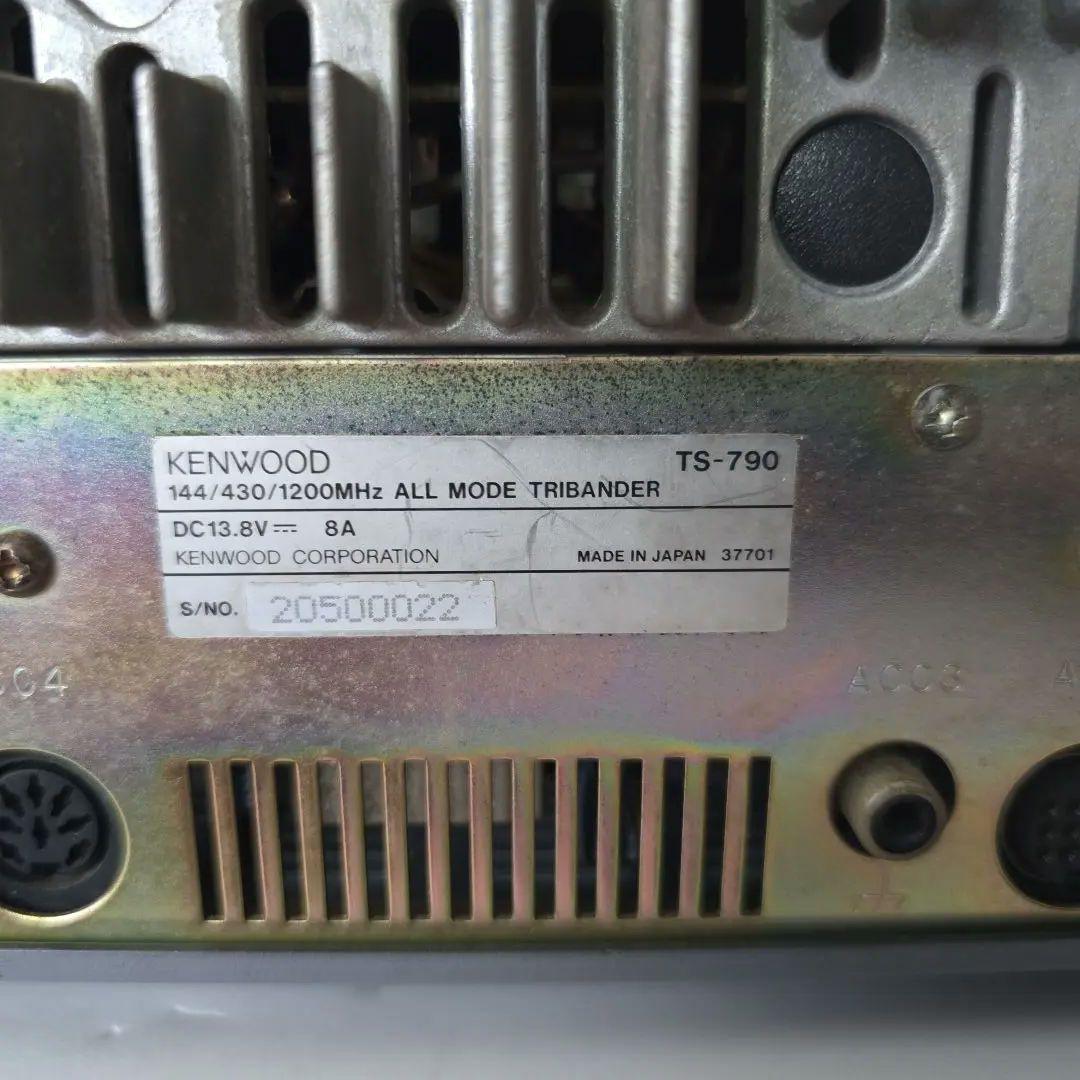 KENWOOD TS-790
144/430/1200MHz ALL MODE TRIBANDER
DC13.8V⎓ 8A
KENWOOD CORPORATION MADE IN JAPAN 37701
S/NO. 20500022
ACC3